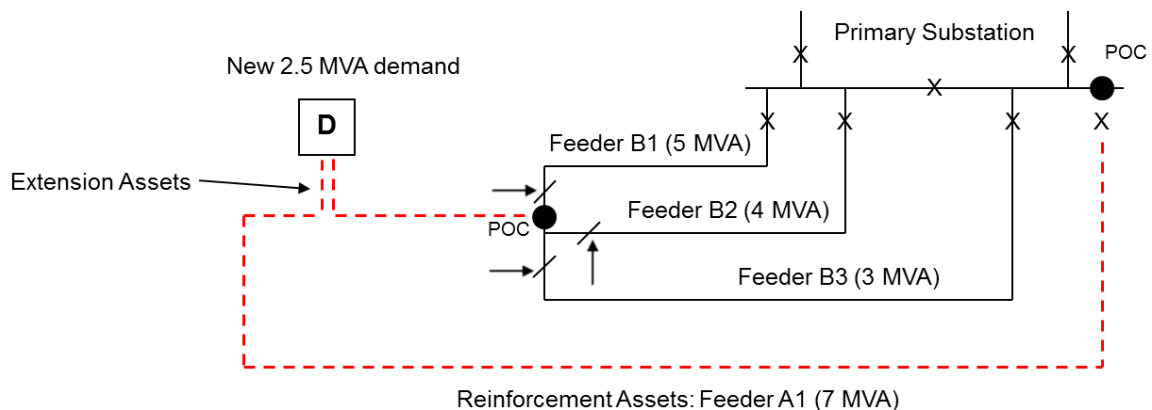 Primary Substation
POC
New 2.5 MVA demand
D
X
X
X
X
X
X
X
Feeder B1 (5 MVA)
Extension Assets
Feeder B2 (4 MVA)
POC
Feeder B3 (3 MVA)
Reinforcement Assets: Feeder A1 (7 MVA)